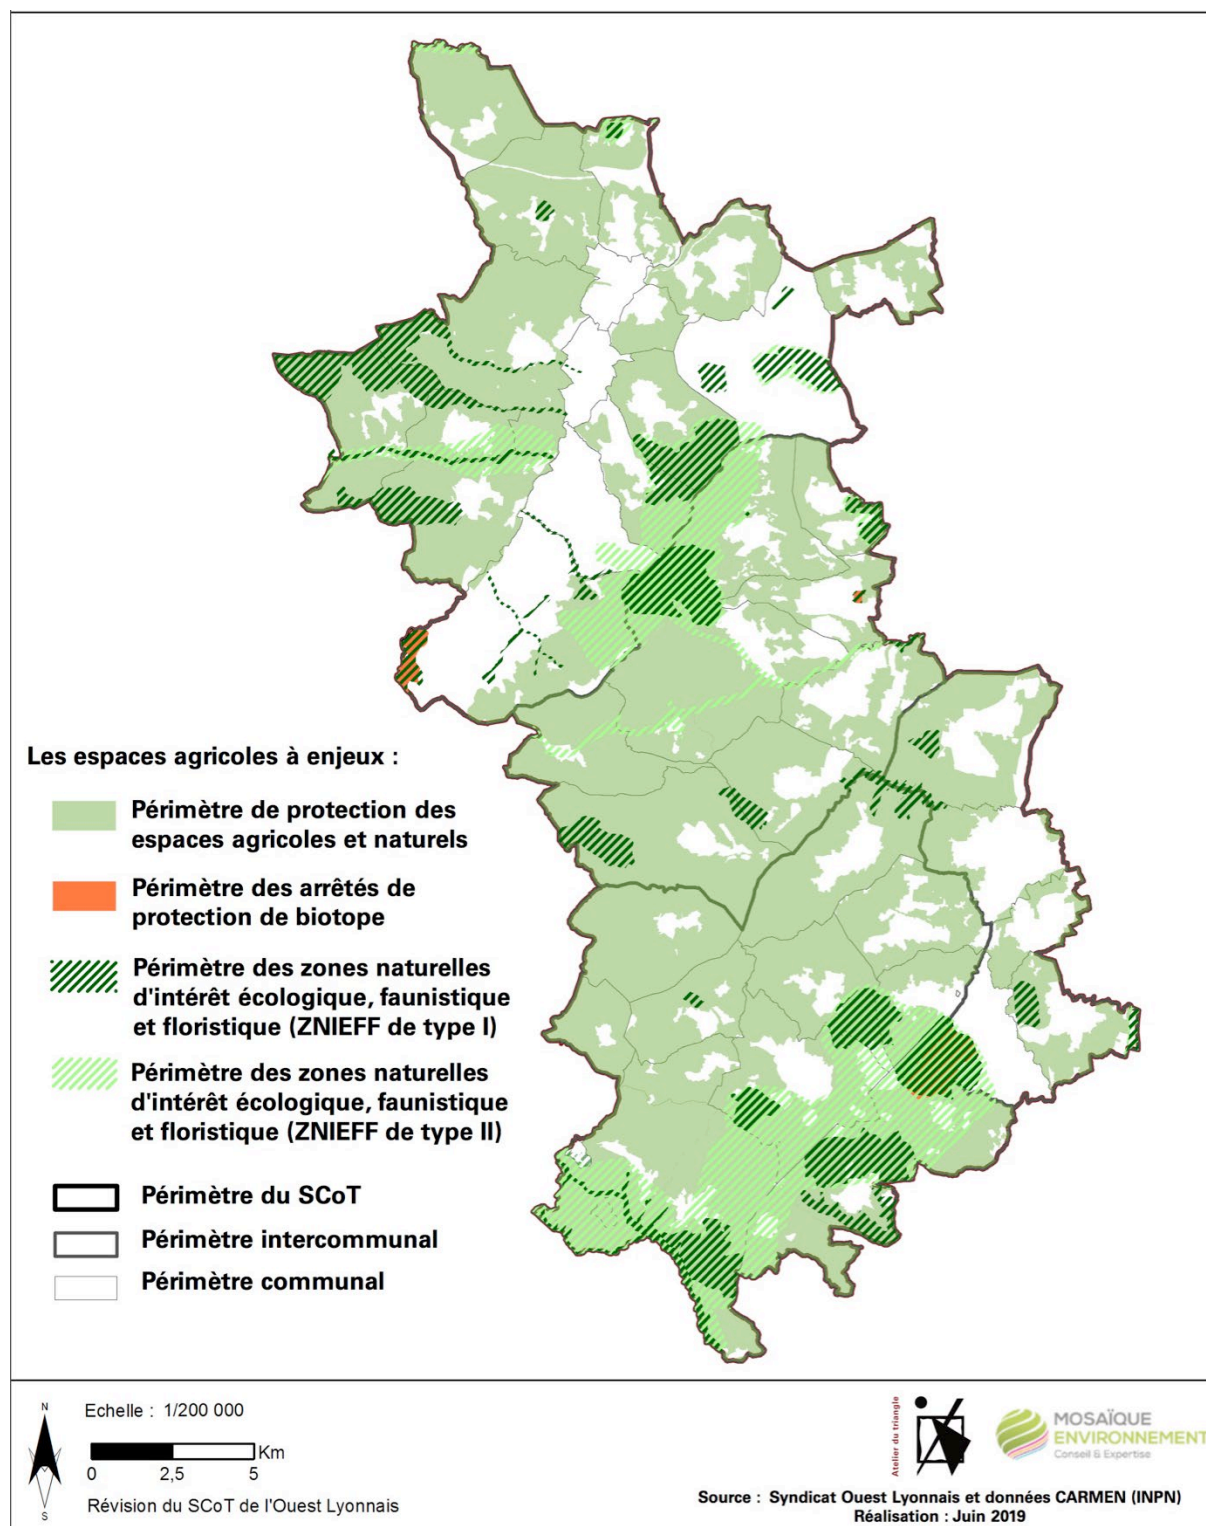 Les espaces agricoles à enjeux :
Périmètre de protection des
espaces agricoles et naturels
Périmètre des arrêtés de
protection de biotope
Périmètre des zones naturelles
d'intérêt écologique, faunistique
et floristique (ZNIEFF de type I)
Périmètre des zones naturelles
d'intérêt écologique, faunistique
et floristique (ZNIEFF de type II)
Périmètre du SCoT
Périmètre intercommunal
Périmètre communal
N
S
Echelle : 1/200 000
Km
0 2,5 5
Révision du SCoT de l'Ouest Lyonnais
Atelier du triangle
MOSAÏQUE
ENVIRONNEMENT
Conseil & Expertise
Source : Syndicat Ouest Lyonnais et données CARMEN (INPN)
Réalisation : Juin 2019